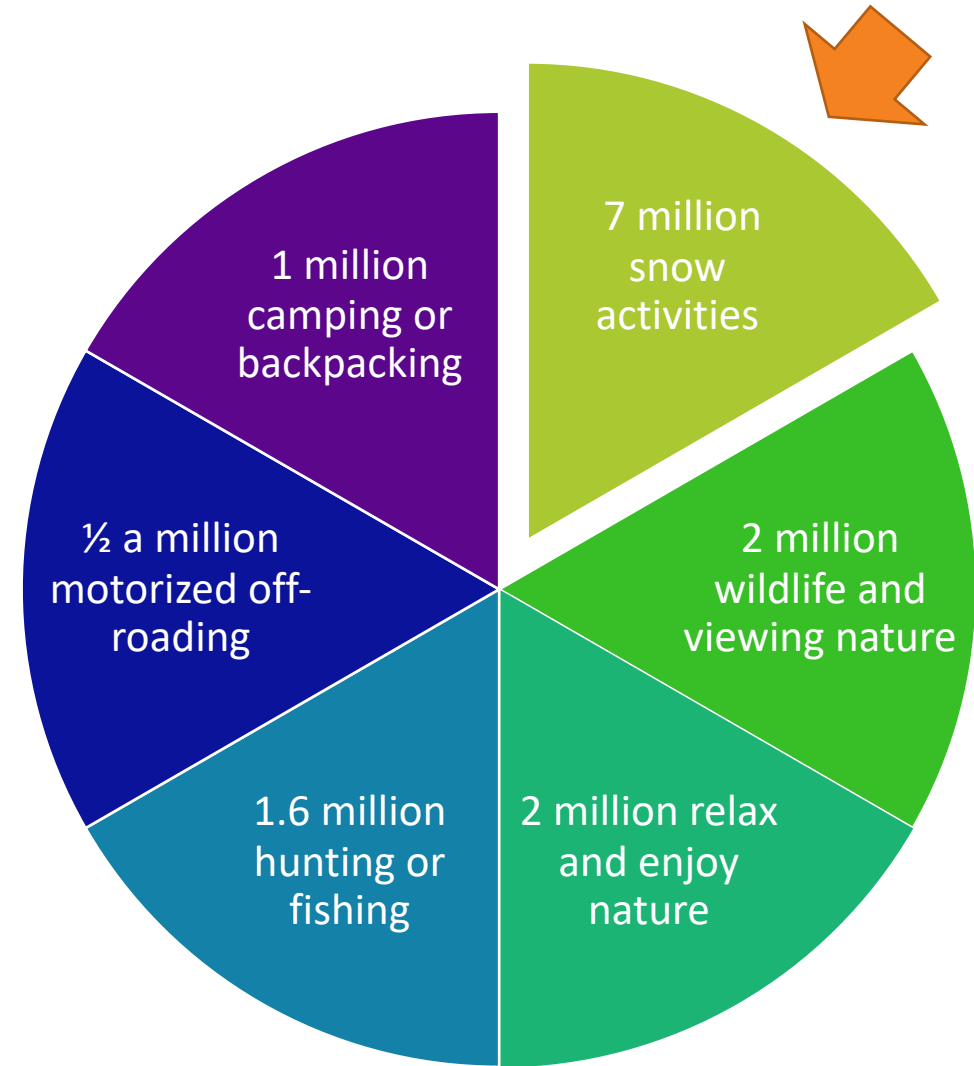 7 million
snow
activities
2 million
wildlife and
viewing nature
2 million relax
and enjoy
nature
1.6 million
hunting or
fishing
½ a million
motorized off-
roading
1 million
camping or
backpacking